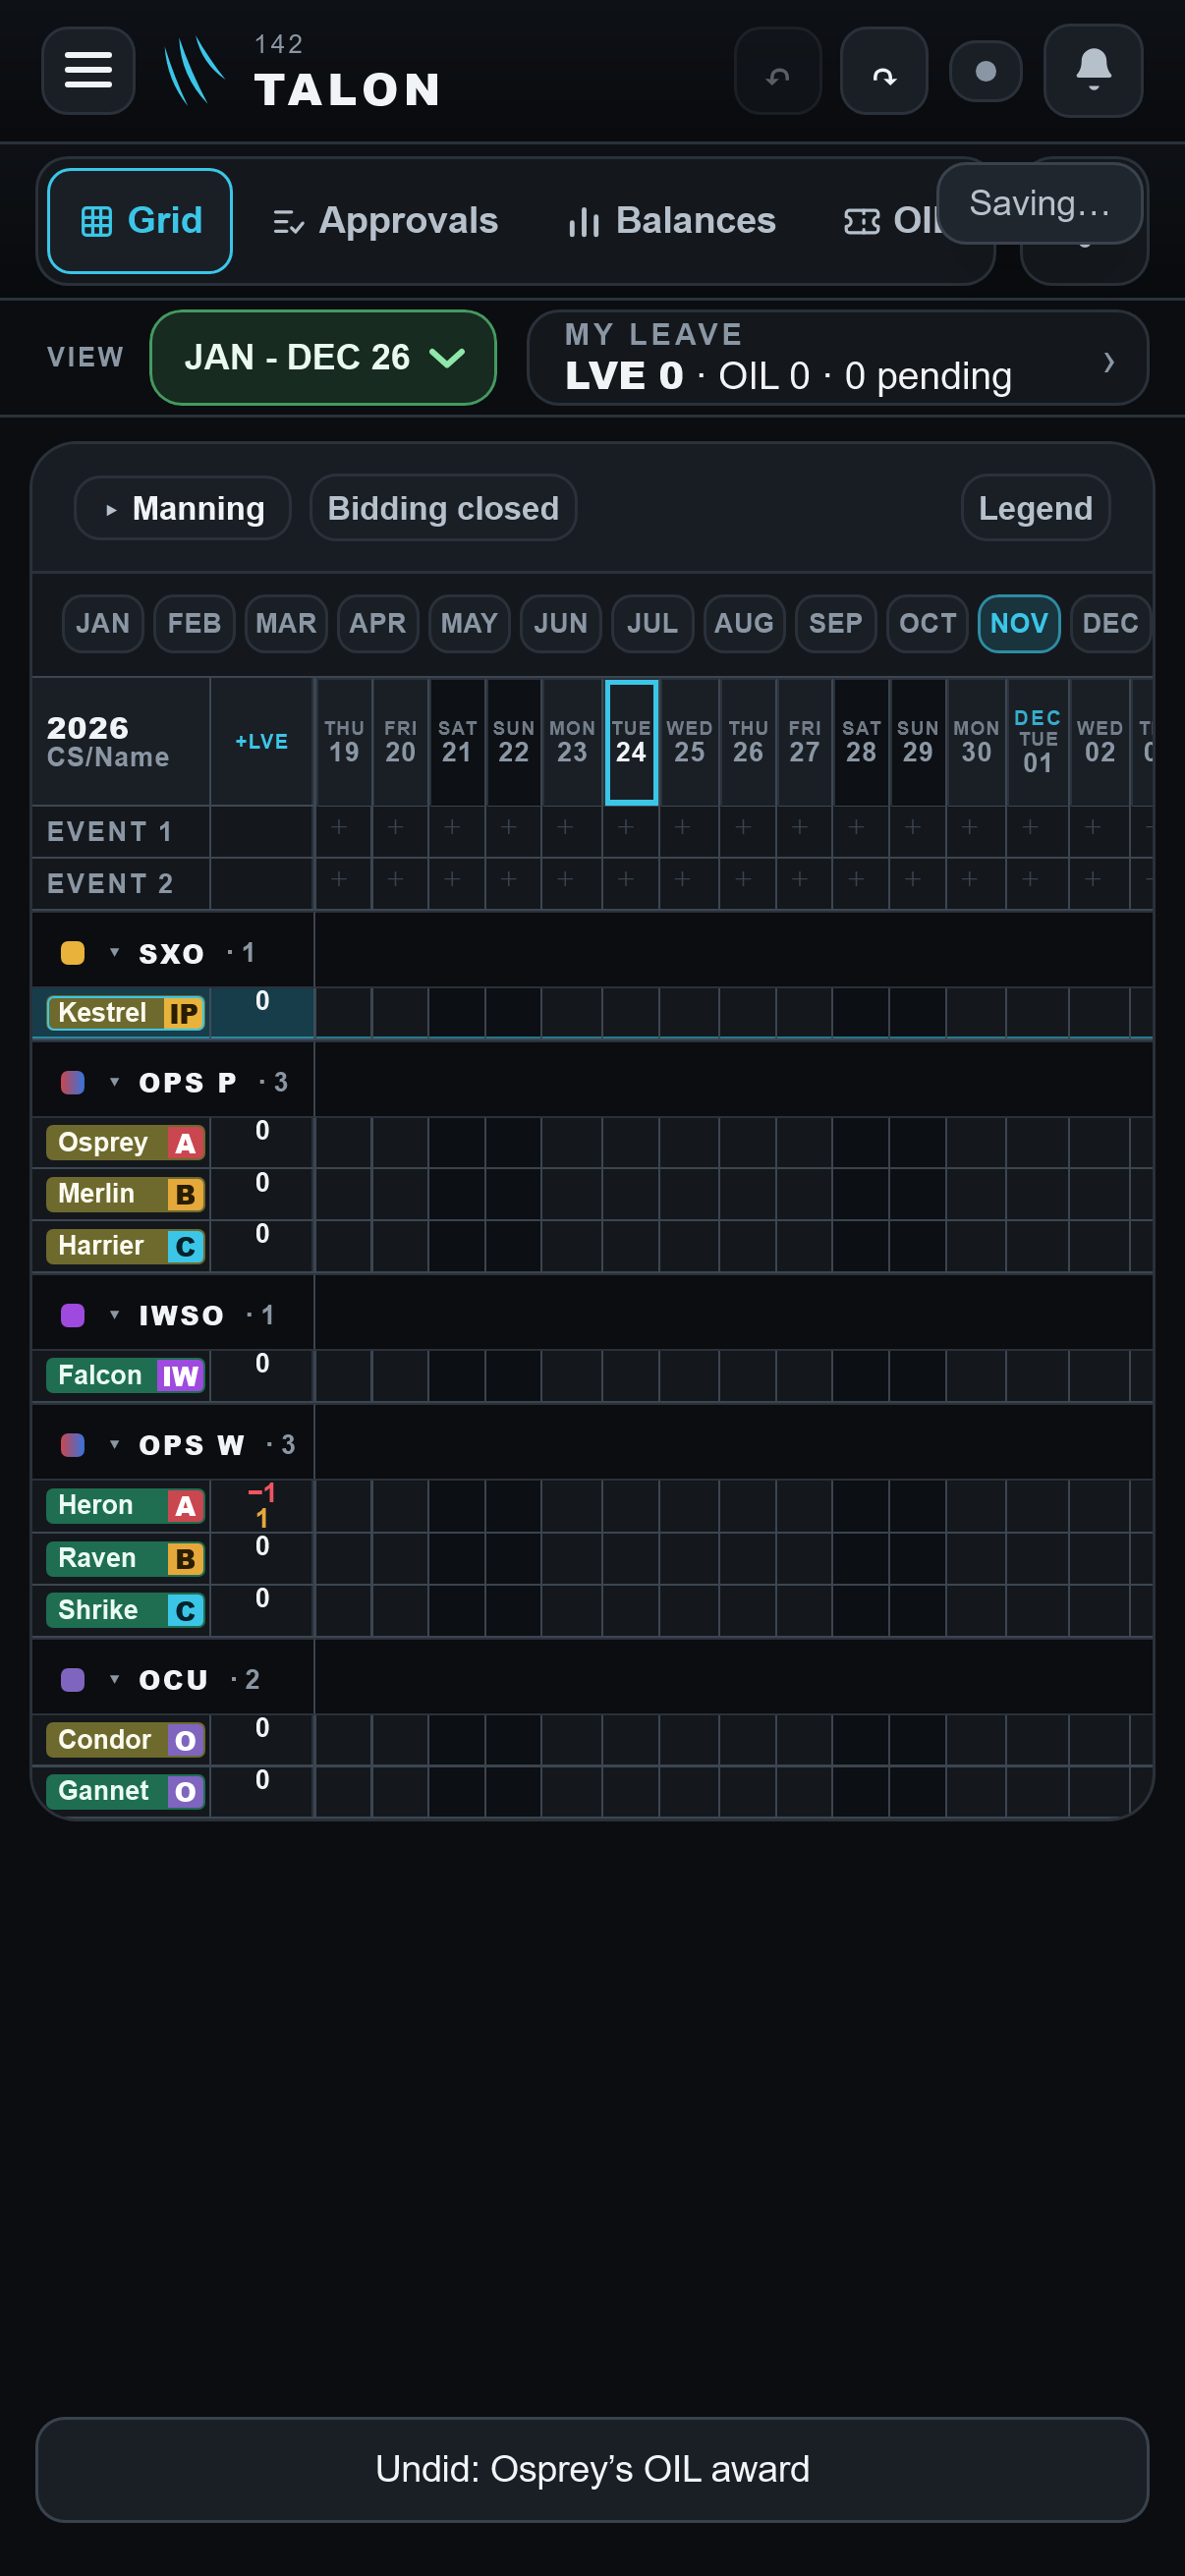 142
TALON
Grid
Approvals
Balances
Saving…
VIEW
JAN - DEC 26
MY LEAVE
LVE 0 · OIL 0 · 0 pending
Manning
Bidding closed
Legend
JAN FEB MAR APR MAY JUN JUL AUG SEP OCT NOV DEC
2026
CS/Name
+LVE
THU 19
FRI 20
SAT 21
SUN 22
MON 23
TUE 24
WED 25
THU 26
FRI 27
SAT 28
SUN 29
MON 30
DEC TUE 01
WED 02
EVENT 1
EVENT 2
SXO · 1
Kestrel IP 0
OPS P · 3
Osprey A 0
Merlin B 0
Harrier C 0
IWSO · 1
Falcon IW 0
OPS W · 3
Heron A −1 1
Raven B 0
Shrike C 0
OCU · 2
Condor O 0
Gannet O 0
Undid: Osprey’s OIL award